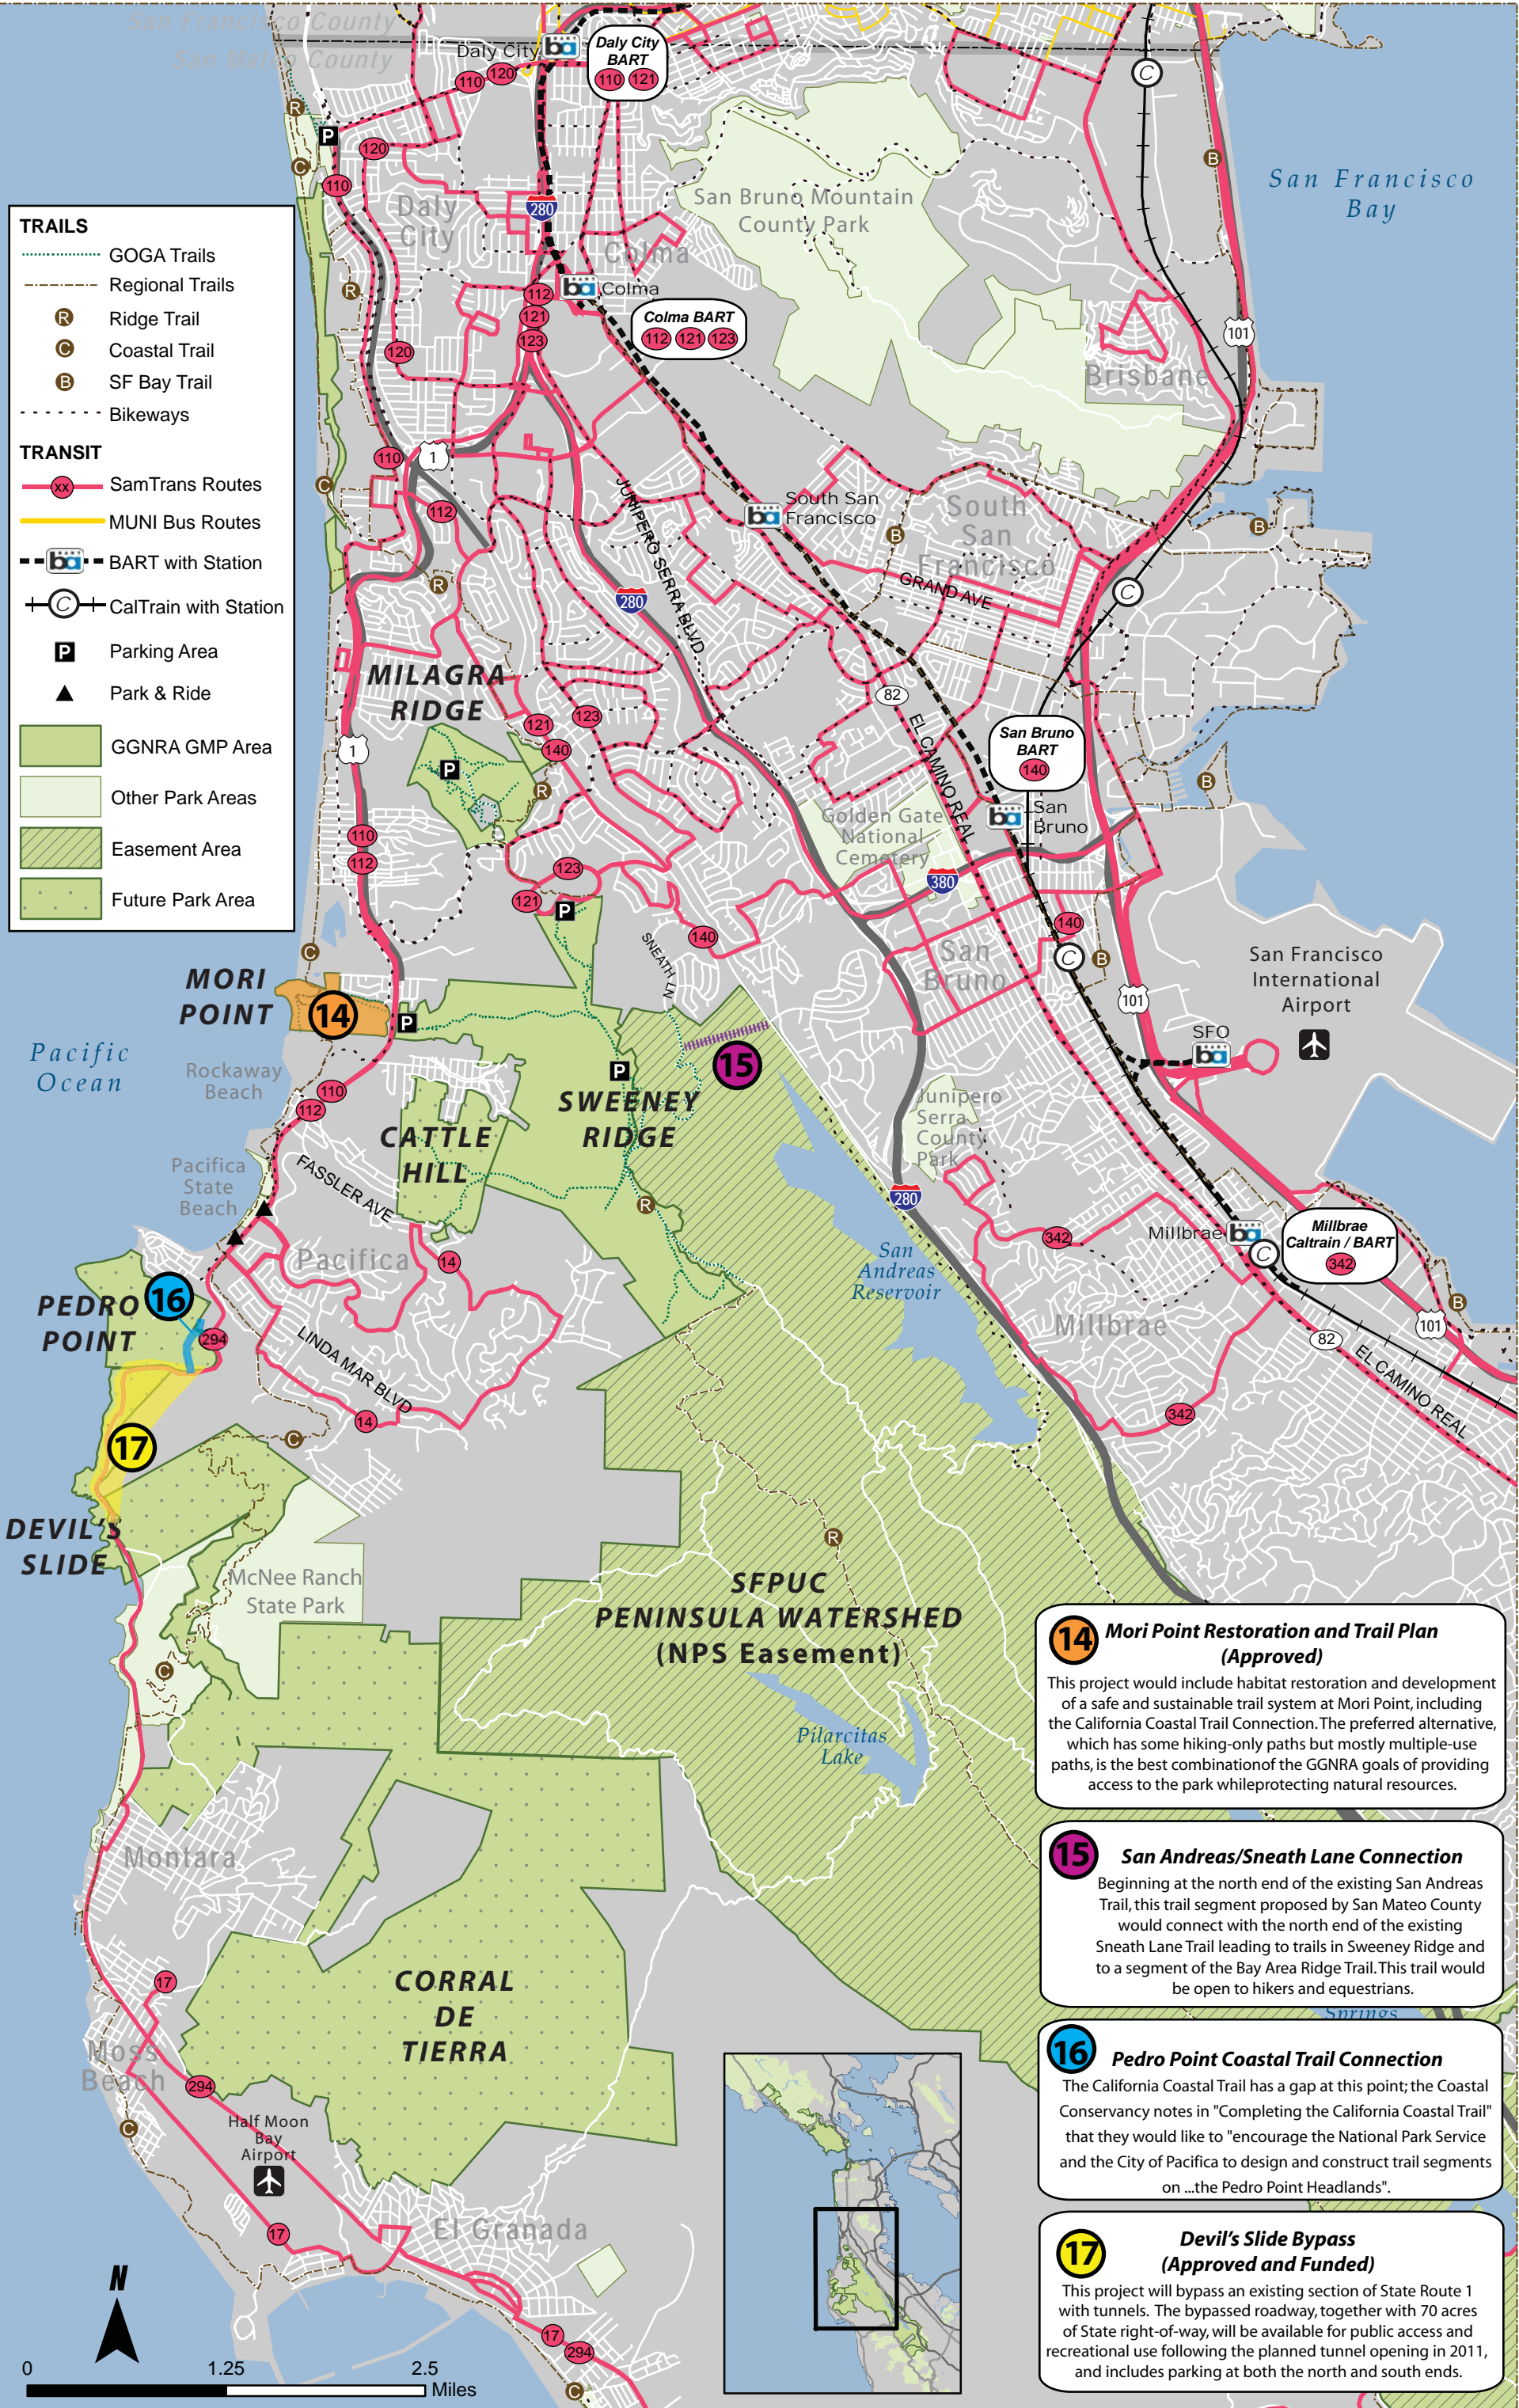 San Francisco County
San Mateo County
Daly City
Daly City
BART
110 121
110
120
120
110
280
Daly
City
Colma
San Bruno Mountain
County Park
San Francisco
Bay
C
R
P
C
B
TRAILS
GOGA Trails
Regional Trails
R Ridge Trail
C Coastal Trail
B SF Bay Trail
Bikeways
TRANSIT
xx SamTrans Routes
MUNI Bus Routes
ba BART with Station
C CalTrain with Station
P Parking Area
Park & Ride
GGNRA GMP Area
Other Park Areas
Easement Area
Future Park Area
R
ba Colma
112
121
123
Colma BART
112 121 123
120
101
Brisbane
110
1
C
112
JUNIPERO SERRA BLVD
ba South San
Francisco
South
San
Francisco
B
B
GRAND AVE
C
R
280
MILAGRA
RIDGE
82
EL CAMINO REAL
121
123
140
1
P
R
San Bruno
BART
140
B
ba San
Bruno
Golden Gate
National
Cemetery
110
112
123
121
P
380
140
SNEATH LN
140
C
B
San
Bruno
101
San Francisco
International
Airport
SFO
ba
C
MORI
POINT
14
P
Pacific
Ocean
Rockaway
Beach
15
P
SWEENEY
RIDGE
110
112
CATTLE
HILL
Junipero
Serra
County
Park
Pacifica
State
Beach
FASSLER AVE
R
280
342
Millbrae
ba
C
Millbrae
Caltrain / BART
342
Pacifica
14
San
Andreas
Reservoir
B
PEDRO
POINT
16
294
LINDA MAR BLVD
Millbrae
101
82
EL CAMINO REAL
14
342
17
C
DEVIL'S
SLIDE
R
McNee Ranch
State Park
SFPUC
PENINSULA WATERSHED
(NPS Easement)
C
Pilarcitas
Lake
14 Mori Point Restoration and Trail Plan
(Approved)
This project would include habitat restoration and development
of a safe and sustainable trail system at Mori Point, including
the California Coastal Trail Connection. The preferred alternative,
which has some hiking-only paths but mostly multiple-use
paths, is the best combinationof the GGNRA goals of providing
access to the park whileprotecting natural resources.
Montara
15 San Andreas/Sneath Lane Connection
Beginning at the north end of the existing San Andreas
Trail, this trail segment proposed by San Mateo County
would connect with the north end of the existing
Sneath Lane Trail leading to trails in Sweeney Ridge and
to a segment of the Bay Area Ridge Trail. This trail would
be open to hikers and equestrians.
Springs
17
CORRAL
DE
TIERRA
Moss
Beach
294
C
Half Moon
Bay
Airport
16 Pedro Point Coastal Trail Connection
The California Coastal Trail has a gap at this point; the Coastal
Conservancy notes in "Completing the California Coastal Trail"
that they would like to "encourage the National Park Service
and the City of Pacifica to design and construct trail segments
on ...the Pedro Point Headlands".
17
El Granada
17 Devil's Slide Bypass
(Approved and Funded)
This project will bypass an existing section of State Route 1
with tunnels. The bypassed roadway, together with 70 acres
of State right-of-way, will be available for public access and
recreational use following the planned tunnel opening in 2011,
and includes parking at both the north and south ends.
N
17
294
C
0 1.25 2.5
Miles